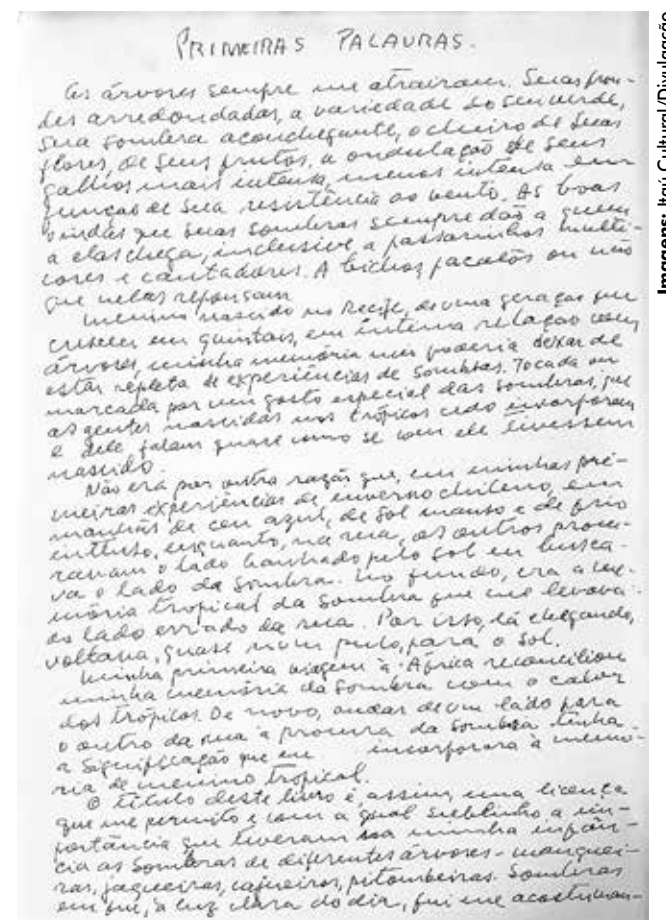 PRIMEIRAS PALAVRAS.
As árvores sempre me atraíram. Suas fron-
des arredondadas, a variedade do seu verde,
sua sombra aconchegante, o cheiro de suas
flores, de seus frutos, a ondulação de seus
galhos mais intensa, menos intensa em
função de sua resistência ao vento. As boas
vindas que suas sombras sempre dão a quem
a elas chega, inclusive a passarinhos multi-
cores e cantadores. A bichos pacatos ou não
que nelas repousam
Menino nascido no Recife, de uma geração que
cresceu em quintais, em íntima relação com
árvores, minha memória não poderia deixar de
estar repleta de experiências de sombras. Tocada ou
marcada por um gosto especial das sombras, que
as gentes nascidas nos trópicos cedo incorporam
e dele falam quase como se com ele tivessem
nascido.
Não era por outra razão que, em minhas pri-
meiras experiências de inverno chileno, em
manhãs de céu azul, de sol manso e de frio
intenso, enquanto, na rua, os outros procu-
ravam o lado banhado pelo sol eu busca-
va o lado da sombra. No fundo, era a me-
mória tropical da sombra que me levava
ao lado errado da rua. Por isso, lá chegando,
voltava, quase num pulo, para o sol.
Minha primeira viagem à África reconciliou
minha memória da sombra com o calor
dos trópicos. De novo, andar de um lado para
o outro da rua à procura da sombra tinha
a significação que eu incorporara à memó-
ria de menino tropical.
O título deste livro é, assim, uma licença
que me permito e com a qual sublinho a im-
portância que tiveram na minha infân-
cia as sombras de diferentes árvores - manguei-
ras, jaqueiras, cajueiros, pitombeiras. Sombras
em que, à luz clara do dia, fui me acostuman-
Imagens: Itaú Cultural/Divulgação